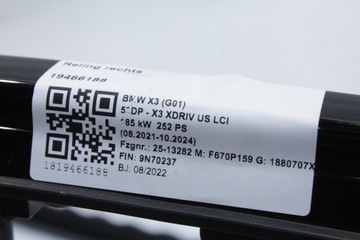 Reling rechts
19466188
BMW X3 (G01)
5*DP - X3 XDRIV US LCI
185 kW 252 PS
(08.2021-10.2024)
Fzgnr.: 25-13282 M: F670P159 G: 1880707X
FIN: 9N70237
BJ: 08/2022
1819466188